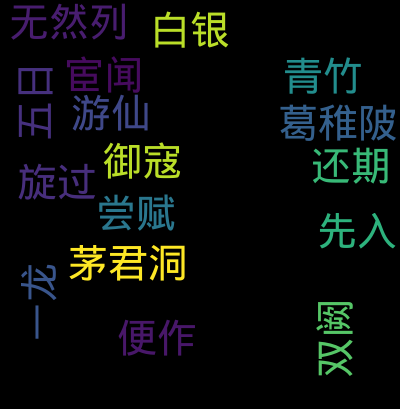 无然列
白银
宦闻
五日
青竹
游仙
葛稚陂
御寇
还期
旋过
尝赋
先入
茅君洞
一龙
便作
双阙